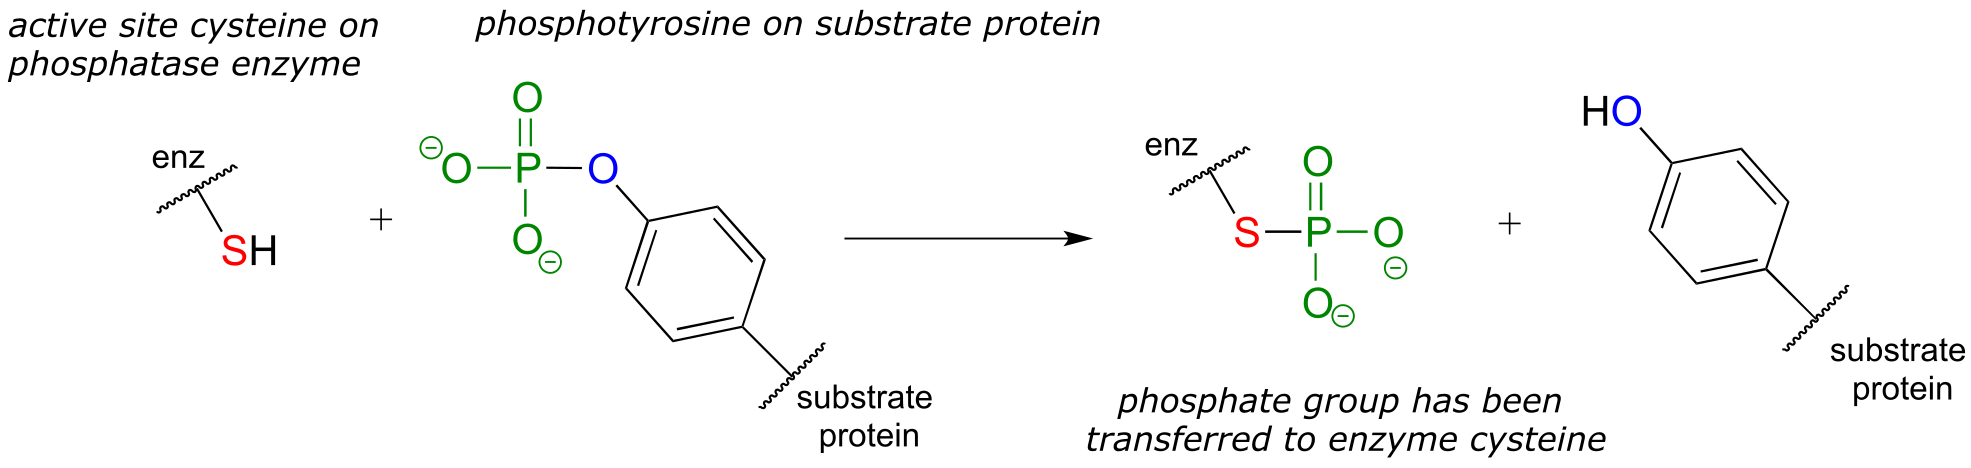 active site cysteine on
phosphatase enzyme
phosphotyrosine on substrate protein
enz
SH
+
O
⊖O P O
O⊖
substrate
protein
enz
O
S P O
⊖
O⊖
+
HO
substrate
protein
phosphate group has been
transferred to enzyme cysteine